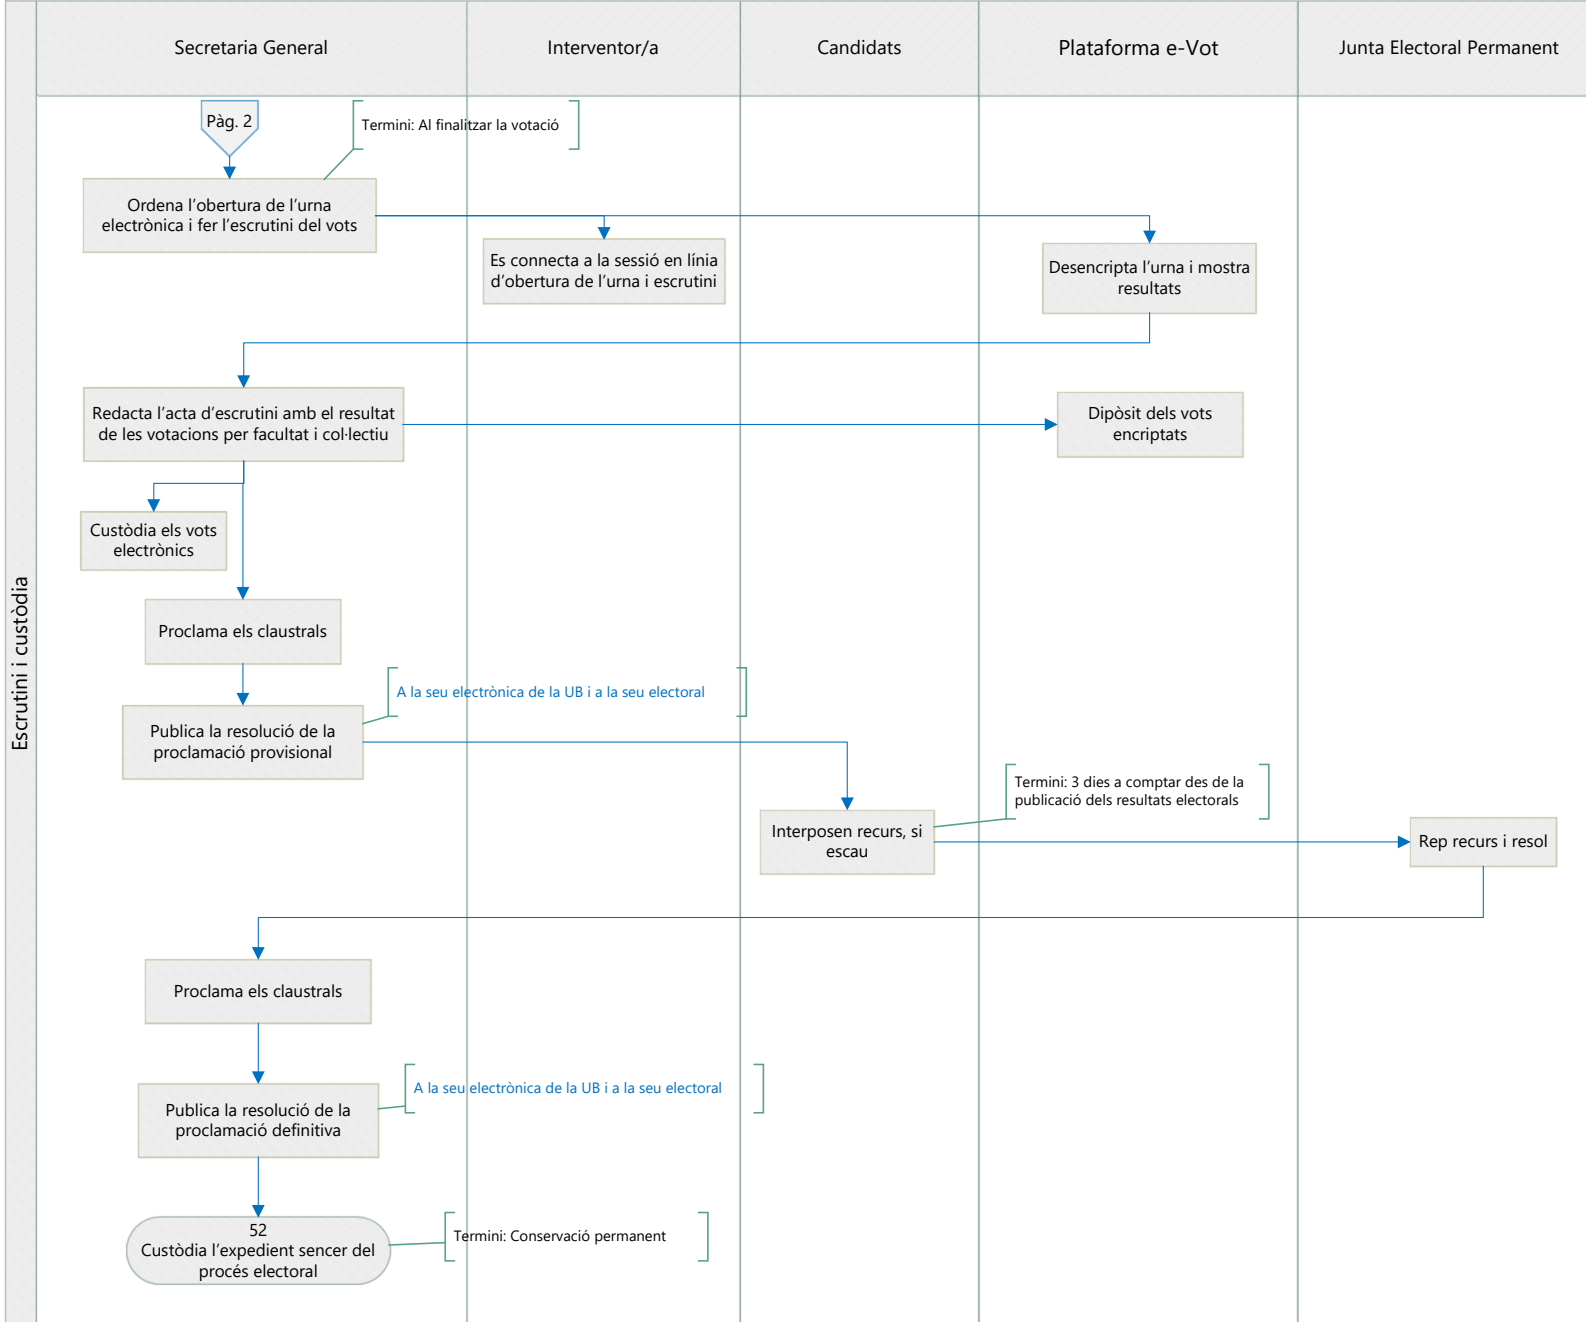 Secretaria General
Interventor/a
Candidats
Plataforma e-Vot
Junta Electoral Permanent
Escrutini i custòdia
Pàg. 2
Termini: Al finalitzar la votació
Ordena l’obertura de l’urna
electrònica i fer l’escrutini del vots
Es connecta a la sessió en línia
d’obertura de l’urna i escrutini
Desencripta l’urna i mostra
resultats
Redacta l’acta d’escrutini amb el resultat
de les votacions per facultat i col·lectiu
Dipòsit dels vots
encriptats
Custòdia els vots
electrònics
Proclama els claustrals
A la seu electrònica de la UB i a la seu electoral
Publica la resolució de la
proclamació provisional
Termini: 3 dies a comptar des de la
publicació dels resultats electorals
Interposen recurs, si
escau
Rep recurs i resol
Proclama els claustrals
A la seu electrònica de la UB i a la seu electoral
Publica la resolució de la
proclamació definitiva
52
Custòdia l’expedient sencer del
procés electoral
Termini: Conservació permanent